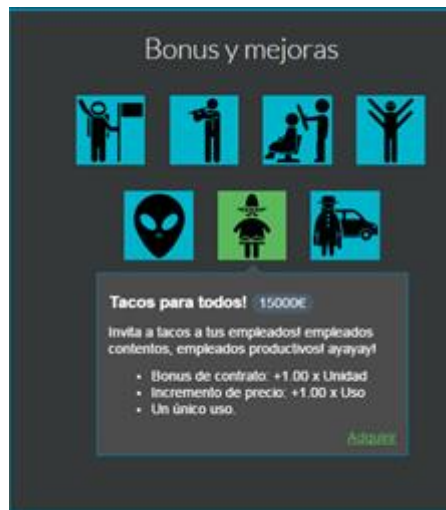 Bonus y mejoras
Tacos para todos! 15000€
Invita a tacos a tus empleados! empleados
contentos, empleados productivos! ayayay!
Bonus de contrato: +1.00 x Unidad
Incremento de precio: +1.00 x Uso
Un único uso.
Adquirir